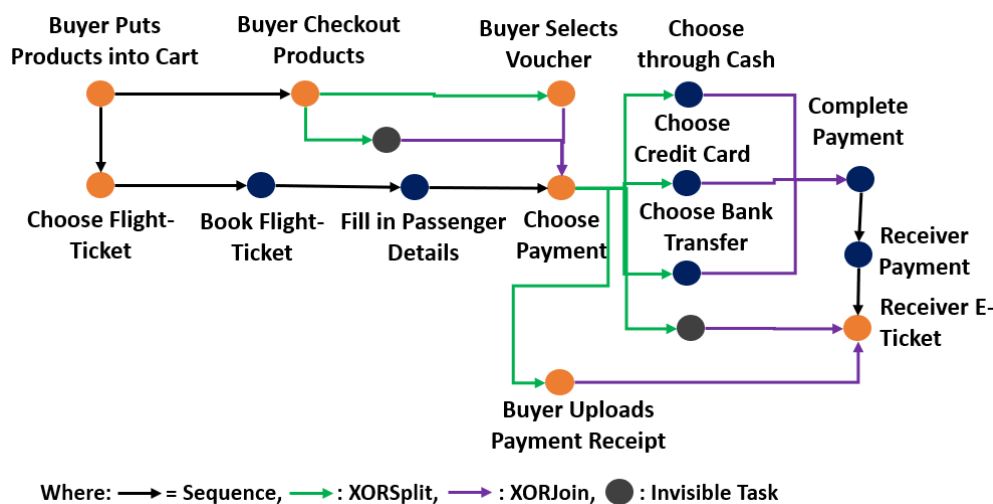 Buyer Puts
Products into Cart
Buyer Checkout
Products
Buyer Selects
Voucher
Choose
through Cash
Complete
Payment
Choose
Credit Card
Choose Flight-
Ticket
Book Flight-
Ticket
Fill in Passenger
Details
Choose
Payment
Choose Bank
Transfer
Receiver
Payment
Receiver E-
Ticket
Buyer Uploads
Payment Receipt
Where: = Sequence, : XORSplit, : XORJoin, : Invisible Task